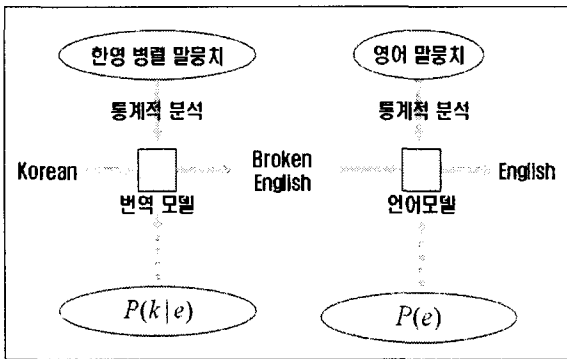 한영 병렬 말뭉치
영어 말뭉치
통계적 분석
통계적 분석
Korean
Broken
English
English
번역 모델
언어모델
P(k|e)
P(e)